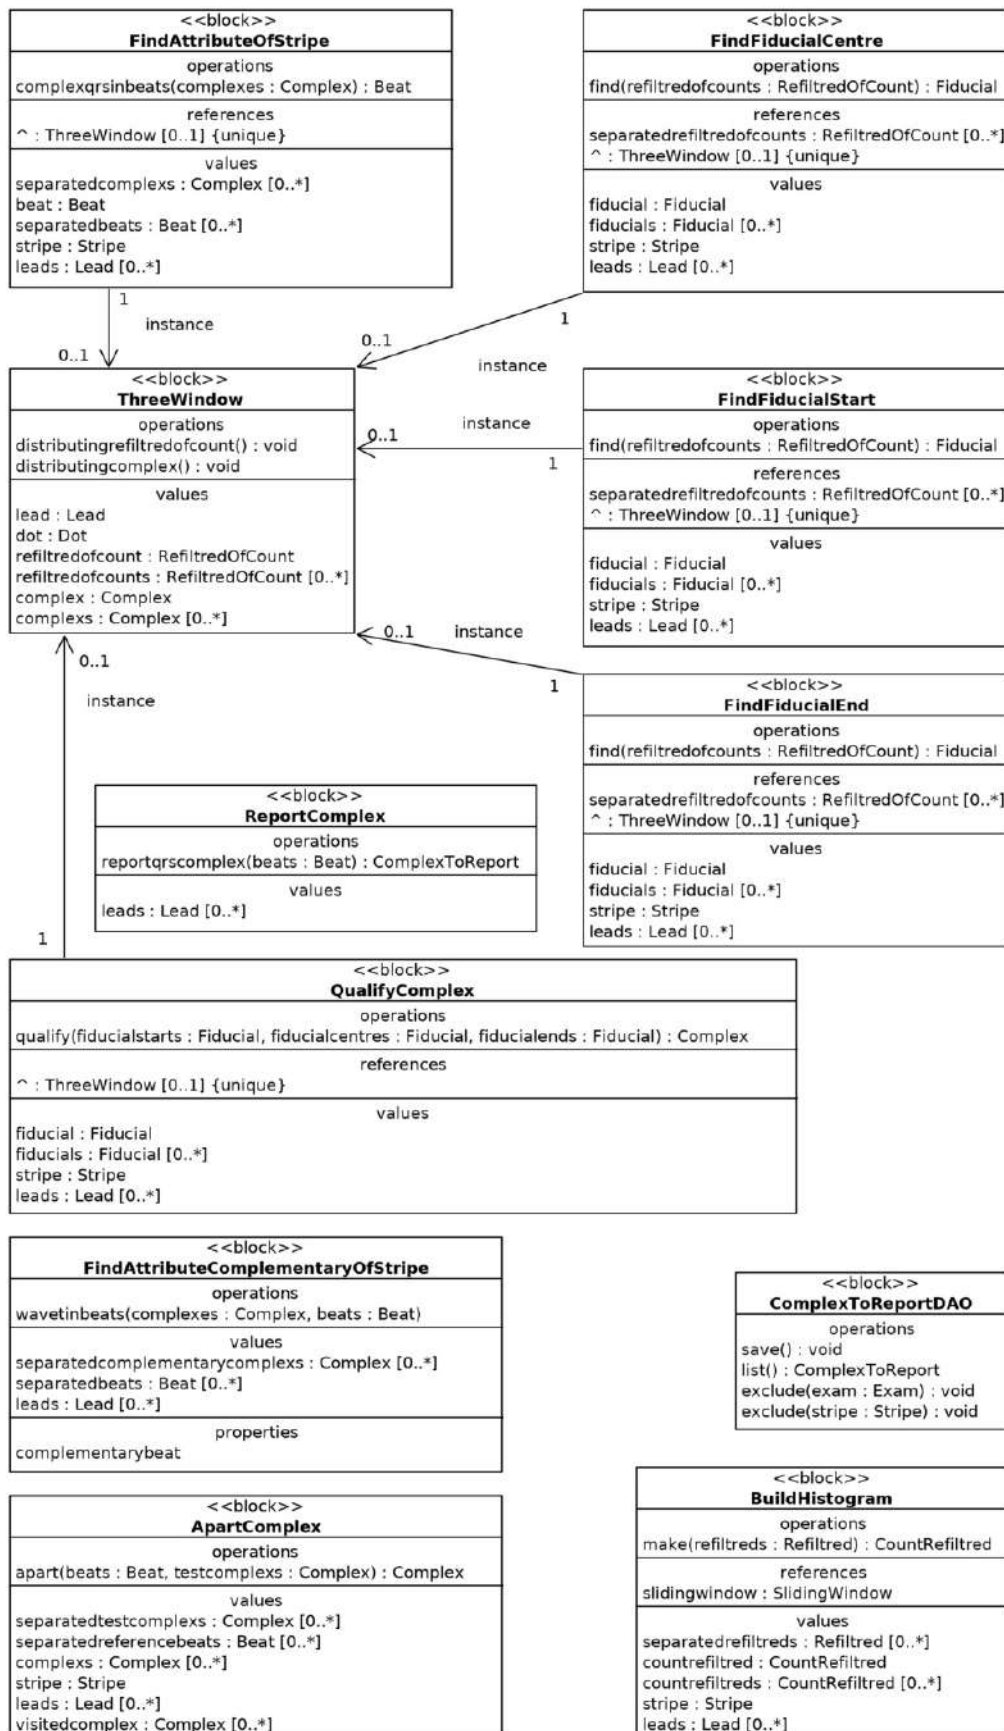 <<block>>
FindAttributeOfStripe
operations
complexqrsinbeats(complexes : Complex) : Beat
references
^ : ThreeWindow [0..1] {unique}
values
separatedcomplexs : Complex [0..*]
beat : Beat
separatedbeats : Beat [0..*]
stripe : Stripe
leads : Lead [0..*]
<<block>>
FindFiducialCentre
operations
find(refiltredofcounts : RefiltredOfCount) : Fiducial
references
separatedrefiltredofcounts : RefiltredOfCount [0..*]
^ : ThreeWindow [0..1] {unique}
values
fiducial : Fiducial
fiducials : Fiducial [0..*]
stripe : Stripe
leads : Lead [0..*]
1
instance
0..1
1
0..1
instance
<<block>>
ThreeWindow
operations
distributingrefiltredofcount() : void
distributingcomplex() : void
values
lead : Lead
dot : Dot
refiltredofcount : RefiltredOfCount
refiltredofcounts : RefiltredOfCount [0..*]
complex : Complex
complexs : Complex [0..*]
0..1
instance
1
<<block>>
FindFiducialStart
operations
find(refiltredofcounts : RefiltredOfCount) : Fiducial
references
separatedrefiltredofcounts : RefiltredOfCount [0..*]
^ : ThreeWindow [0..1] {unique}
values
fiducial : Fiducial
fiducials : Fiducial [0..*]
stripe : Stripe
leads : Lead [0..*]
0..1
instance
1
0..1
instance
1
<<block>>
FindFiducialEnd
operations
find(refiltredofcounts : RefiltredOfCount) : Fiducial
references
separatedrefiltredofcounts : RefiltredOfCount [0..*]
^ : ThreeWindow [0..1] {unique}
values
fiducial : Fiducial
fiducials : Fiducial [0..*]
stripe : Stripe
leads : Lead [0..*]
<<block>>
ReportComplex
operations
reportqrscomplex(beats : Beat) : ComplexToReport
values
leads : Lead [0..*]
<<block>>
QualifyComplex
operations
qualify(fiducialstarts : Fiducial, fiducialcentres : Fiducial, fiducialends : Fiducial) : Complex
references
^ : ThreeWindow [0..1] {unique}
values
fiducial : Fiducial
fiducials : Fiducial [0..*]
stripe : Stripe
leads : Lead [0..*]
<<block>>
FindAttributeComplementaryOfStripe
operations
wavetinbeats(complexes : Complex, beats : Beat)
values
separatedcomplementarycomplexs : Complex [0..*]
separatedbeats : Beat [0..*]
leads : Lead [0..*]
properties
complementarybeat
<<block>>
ComplexToReportDAO
operations
save() : void
list() : ComplexToReport
exclude(exam : Exam) : void
exclude(stripe : Stripe) : void
<<block>>
ApartComplex
operations
apart(beats : Beat, testcomplexs : Complex) : Complex
values
separatedtestcomplexs : Complex [0..*]
separatedreferencebeats : Beat [0..*]
complexs : Complex [0..*]
stripe : Stripe
leads : Lead [0..*]
visitedcomplex : Complex [0..*]
<<block>>
BuildHistogram
operations
make(refiltreds : Refiltred) : CountRefiltred
references
slidingwindow : SlidingWindow
values
separatedrefiltreds : Refiltred [0..*]
countrefiltred : CountRefiltred
countrefiltreds : CountRefiltred [0..*]
stripe : Stripe
leads : Lead [0..*]